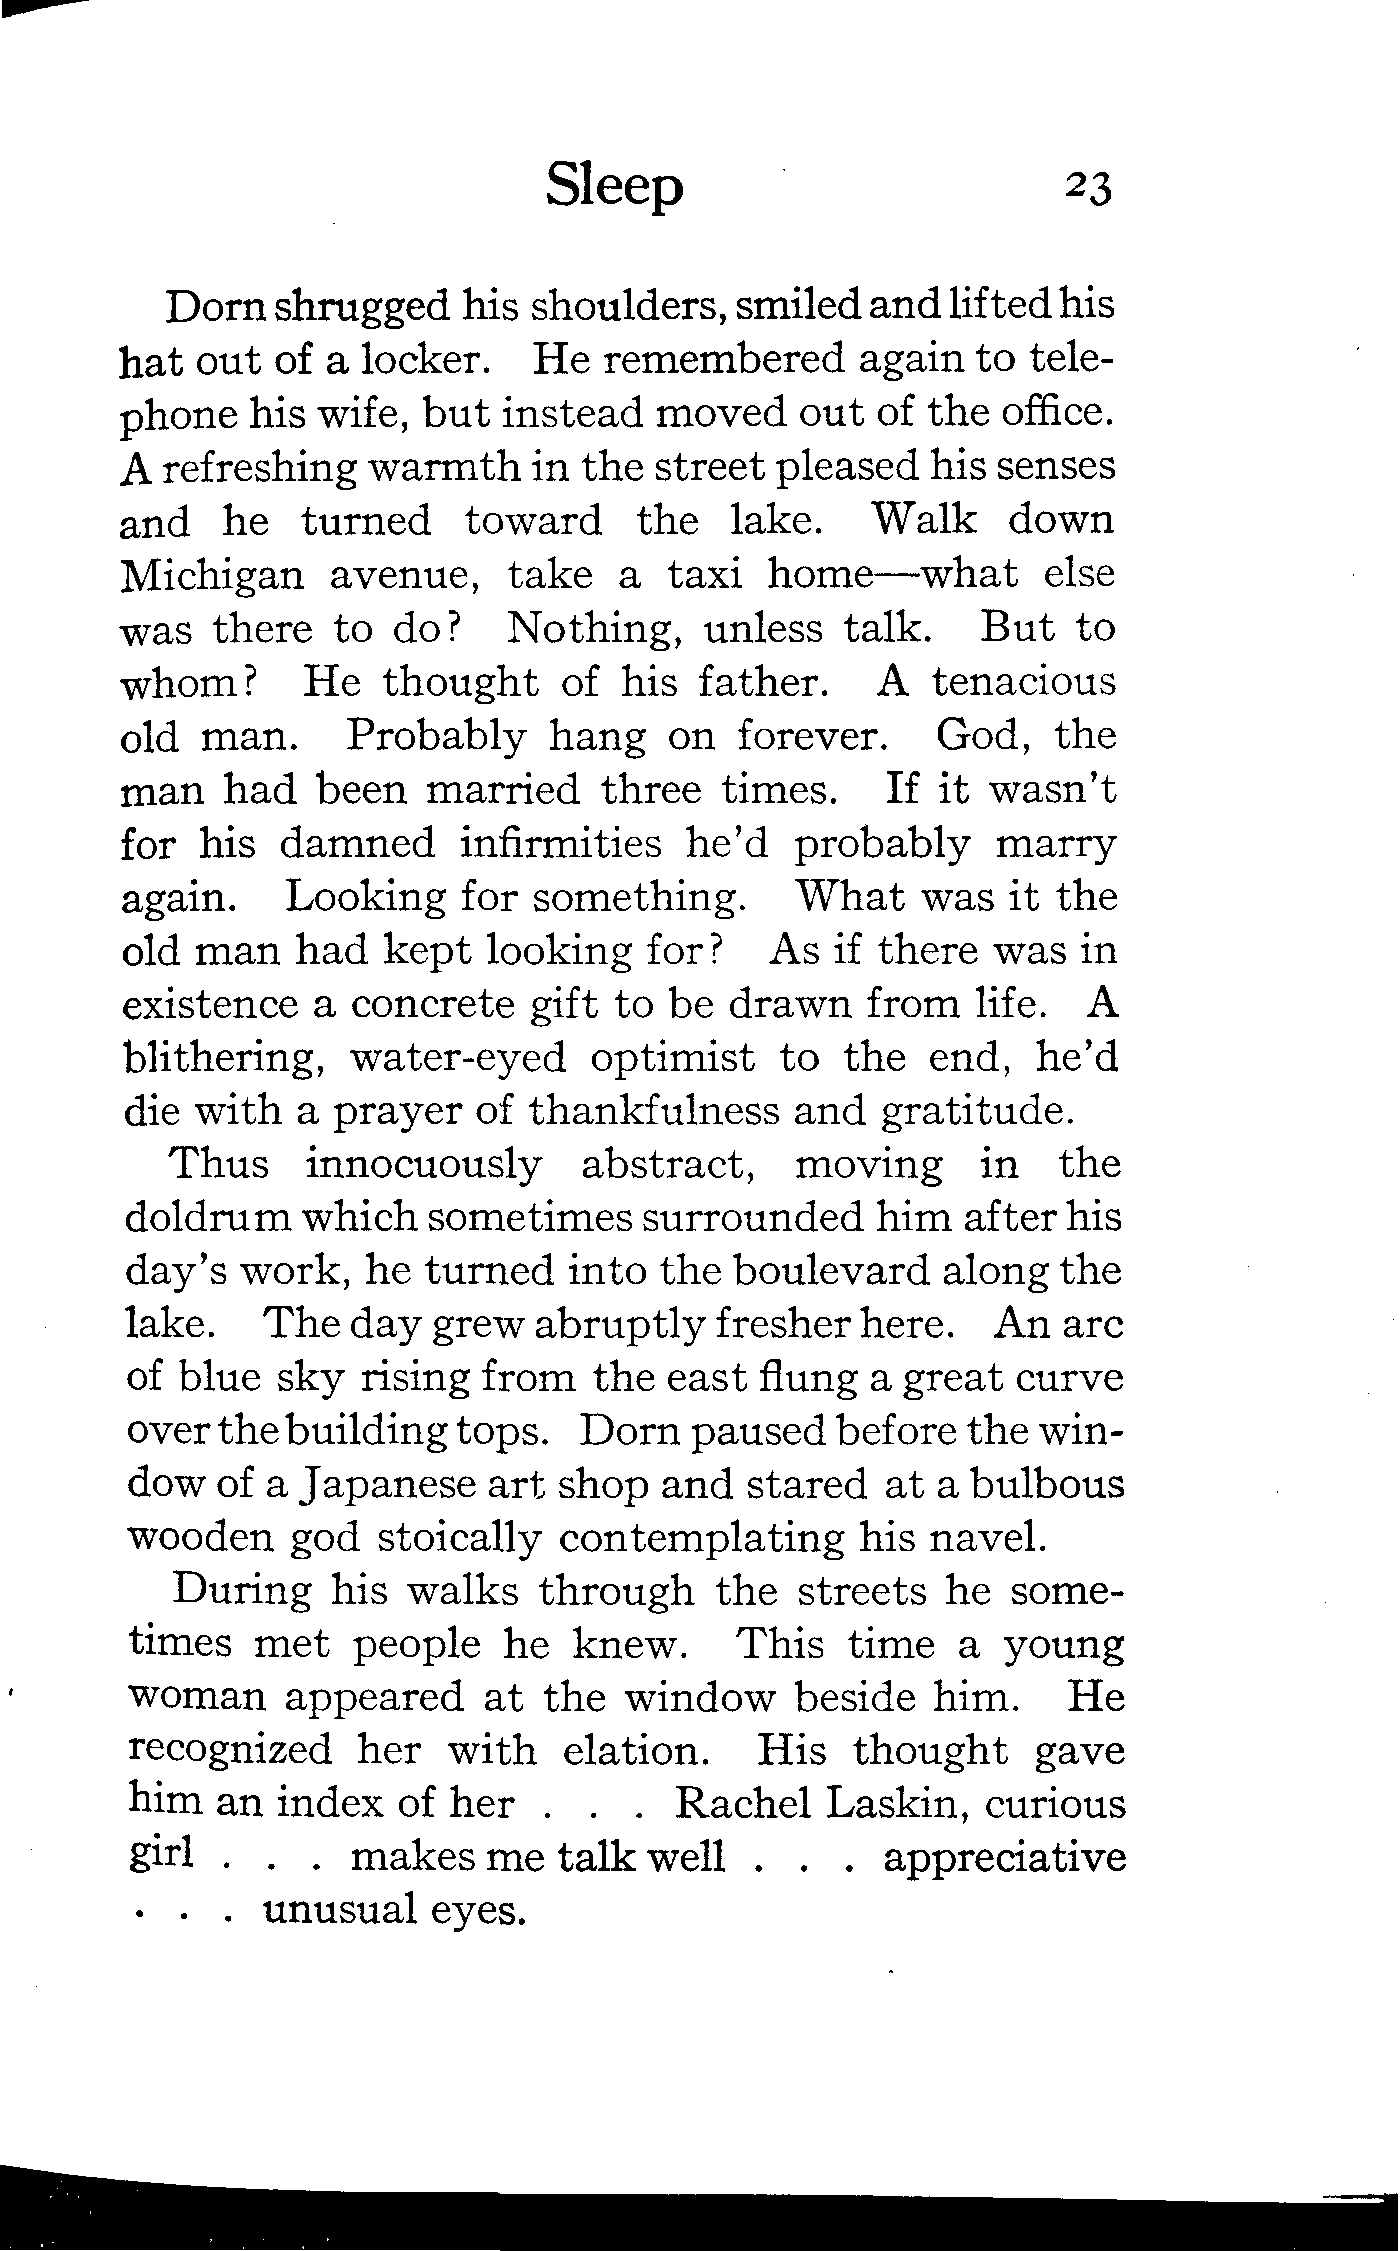 Sleep 23
Dorn shrugged his shoulders, smiled and lifted his
hat out of a locker. He remembered again to tele-
phone his wife, but instead moved out of the office.
A refreshing warmth in the street pleased his senses
and he turned toward the lake. Walk down
Michigan avenue, take a taxi home—what else
was there to do? Nothing, unless talk. But to
whom? He thought of his father. A tenacious
old man. Probably hang on forever. God, the
man had been married three times. If it wasn't
for his damned infirmities he'd probably marry
again. Looking for something. What was it the
old man had kept looking for? As if there was in
existence a concrete gift to be drawn from life. A
blithering, water-eyed optimist to the end, he'd
die with a prayer of thankfulness and gratitude.
Thus innocuously abstract, moving in the
doldrum which sometimes surrounded him after his
day's work, he turned into the boulevard along the
lake. The day grew abruptly fresher here. An arc
of blue sky rising from the east flung a great curve
over the building tops. Dorn paused before the win-
dow of a Japanese art shop and stared at a bulbous
wooden god stoically contemplating his navel.
During his walks through the streets he some-
times met people he knew. This time a young
woman appeared at the window beside him. He
recognized her with elation. His thought gave
him an index of her . . . Rachel Laskin, curious
girl . . . makes me talk well . . . appreciative
. . . unusual eyes.